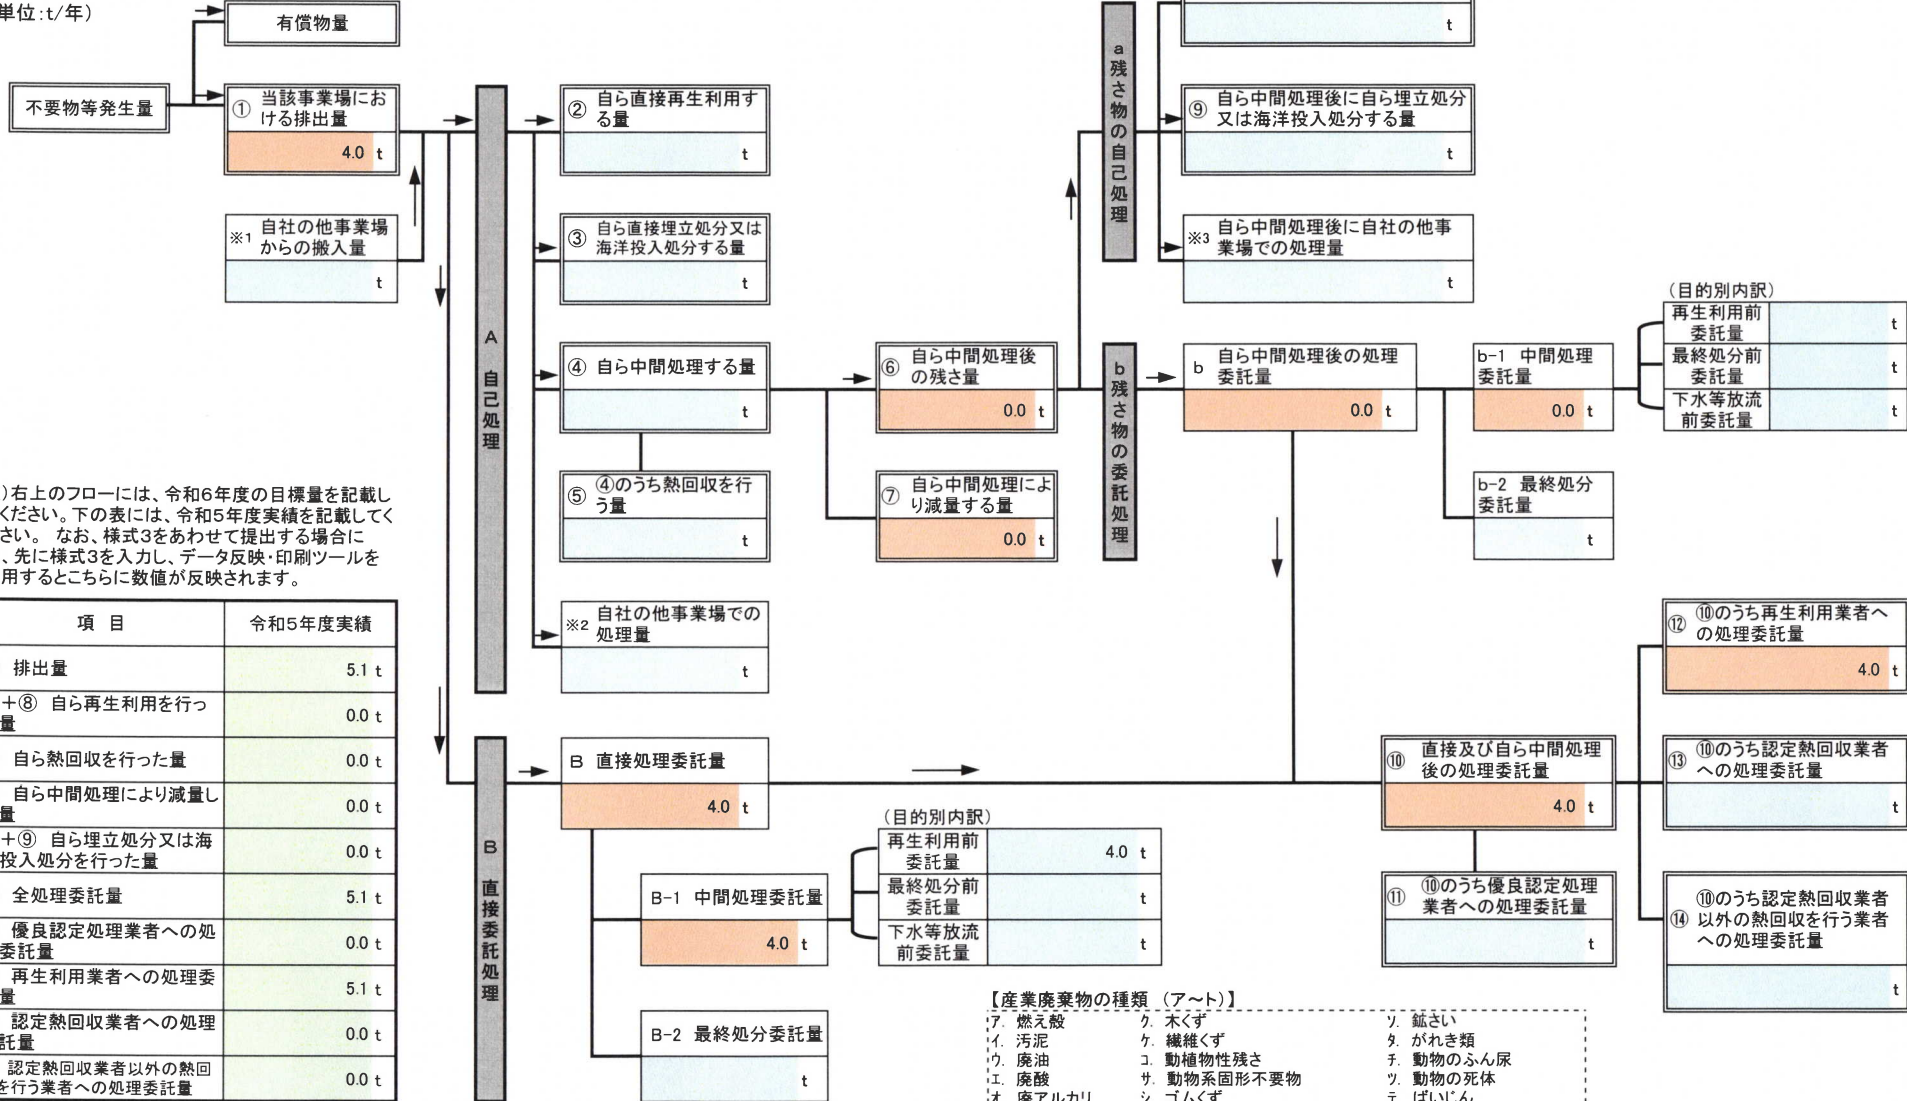 単位:t/年)
有償物量
不要物等発生量
① 当該事業場にお
ける排出量
4.0 t
※1 自社の他事業場
からの搬入量
t
A 自己処理
② 自ら直接再生利用す
る量
t
③ 自ら直接埋立処分又は
海洋投入処分する量
t
④ 自ら中間処理する量
t
⑤ ④のうち熱回収を行
う量
t
※2 自社の他事業場での
処理量
t
⑥ 自ら中間処理後
の残さ量
0.0 t
⑦ 自ら中間処理によ
り減量する量
0.0 t
a 残さ物の自己処理
t
⑨ 自ら中間処理後に自ら埋立処分
又は海洋投入処分する量
t
※3 自ら中間処理後に自社の他事
業場での処理量
t
b 残さ物の委託処理
b 自ら中間処理後の処理
委託量
0.0 t
b-1 中間処理
委託量
0.0 t
(目的別内訳)
再生利用前
委託量
t
最終処分前
委託量
t
下水等放流
前委託量
t
b-2 最終処分
委託量
t
)右上のフローには、令和6年度の目標量を記載し
ください。下の表には、令和5年度実績を記載してく
さい。 なお、様式3をあわせて提出する場合に
、先に様式3を入力し、データ反映・印刷ツールを
用するとこちらに数値が反映されます。
項 目 令和5年度実績
排出量 5.1 t
+⑧ 自ら再生利用を行っ
量 0.0 t
自ら熱回収を行った量 0.0 t
自ら中間処理により減量し
量 0.0 t
+⑨ 自ら埋立処分又は海
投入処分を行った量 0.0 t
全処理委託量 5.1 t
優良認定処理業者への処
委託量 0.0 t
再生利用業者への処理委
量 5.1 t
認定熱回収業者への処理
託量 0.0 t
認定熱回収業者以外の熱回
を行う業者への処理委託量 0.0 t
B 直接委託処理
B 直接処理委託量
4.0 t
B-1 中間処理委託量
4.0 t
(目的別内訳)
再生利用前
委託量
4.0 t
最終処分前
委託量
t
下水等放流
前委託量
t
B-2 最終処分委託量
t
⑩ 直接及び自ら中間処理
後の処理委託量
4.0 t
⑪ ⑩のうち優良認定処理
業者への処理委託量
t
⑫ ⑩のうち再生利用業者へ
の処理委託量
4.0 t
⑬ ⑩のうち認定熱回収業者
への処理委託量
t
⑭ ⑩のうち認定熱回収業者
以外の熱回収を行う業者
への処理委託量
t
【産業廃棄物の種類 (ア~ト)】
ア. 燃え殻 ク. 木くず ソ. 鉱さい
イ. 汚泥 ケ. 繊維くず タ. がれき類
ウ. 廃油 コ. 動植物性残さ チ. 動物のふん尿
エ. 廃酸 サ. 動物系固形不要物 ツ. 動物の死体
オ. 廃アルカリ シ. ゴムくず テ. ばいじん